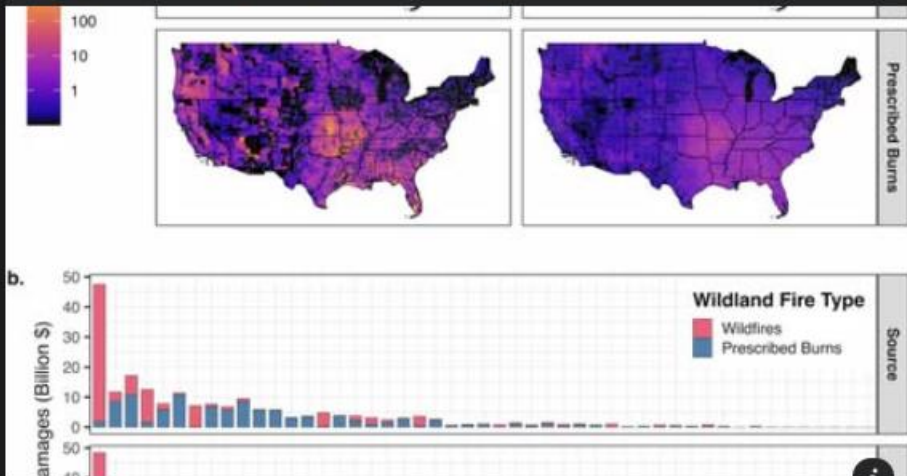 100
10
1
Prescribed Burns
b.
50
40
30
20
10
0
amages (Billion $)
Wildland Fire Type
Wildfires
Prescribed Burns
Source
50